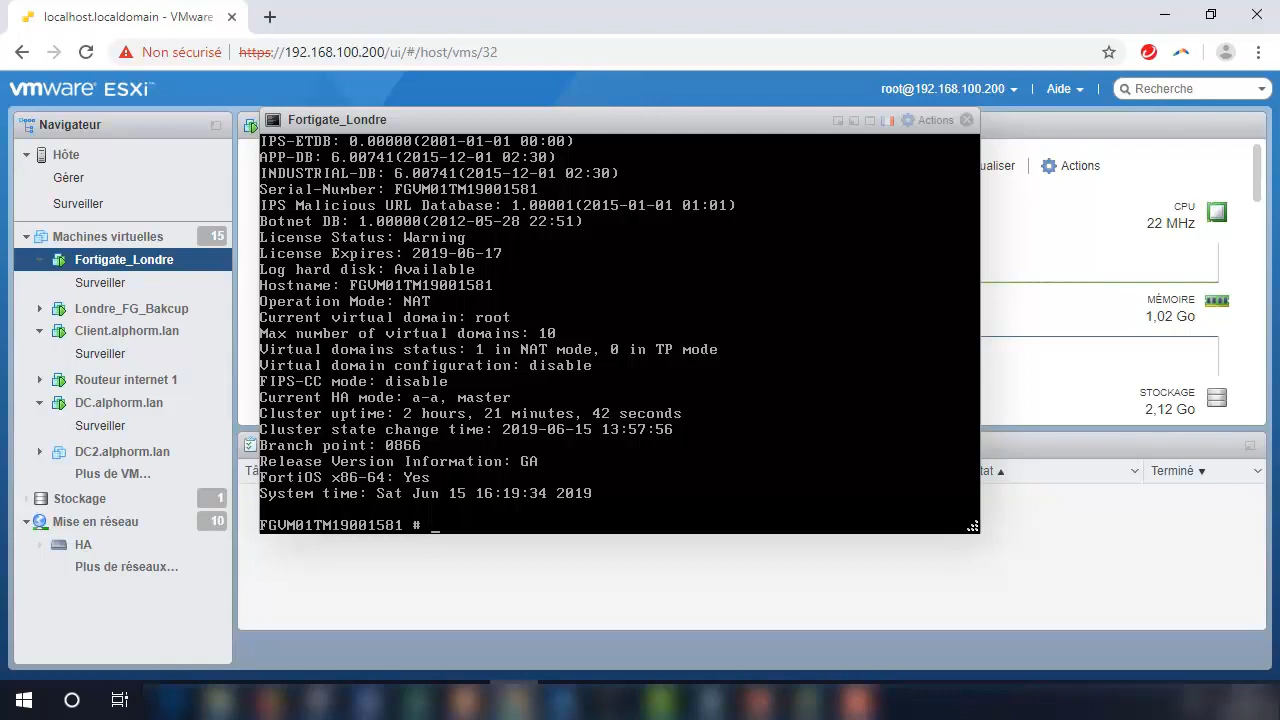 localhost.localdomain - VMware
Non sécurisé
https://192.168.100.200/ui/#/host/vms/32
vmware ESXi™
root@192.168.100.200
Aide
Recherche
Navigateur
Hôte
Gérer
Surveiller
Machines virtuelles 15
Fortigate_Londre
Surveiller
Londre_FG_Bakcup
Client.alphorm.lan
Surveiller
Routeur internet 1
DC.alphorm.lan
Surveiller
DC2.alphorm.lan
Plus de VM...
Stockage 1
Mise en réseau 10
HA
Plus de réseaux...
Fortigate_Londre
Actions
IPS-ETDB: 0.00000(2001-01-01 00:00)
APP-DB: 6.00741(2015-12-01 02:30)
INDUSTRIAL-DB: 6.00741(2015-12-01 02:30)
Serial-Number: FGVM01TM19001581
IPS Malicious URL Database: 1.00001(2015-01-01 01:01)
Botnet DB: 1.00000(2012-05-28 22:51)
License Status: Warning
License Expires: 2019-06-17
Log hard disk: Available
Hostname: FGVM01TM19001581
Operation Mode: NAT
Current virtual domain: root
Max number of virtual domains: 10
Virtual domains status: 1 in NAT mode, 0 in TP mode
Virtual domain configuration: disable
FIPS-CC mode: disable
Current HA mode: a-a, master
Cluster uptime: 2 hours, 21 minutes, 42 seconds
Cluster state change time: 2019-06-15 13:57:56
Branch point: 0866
Release Version Information: GA
FortiOS x86-64: Yes
System time: Sat Jun 15 16:19:34 2019
FGVM01TM19001581 # _
ualiser
Actions
CPU
22 MHz
MÉMOIRE
1,02 Go
STOCKAGE
2,12 Go
Tâ
tat
Terminé